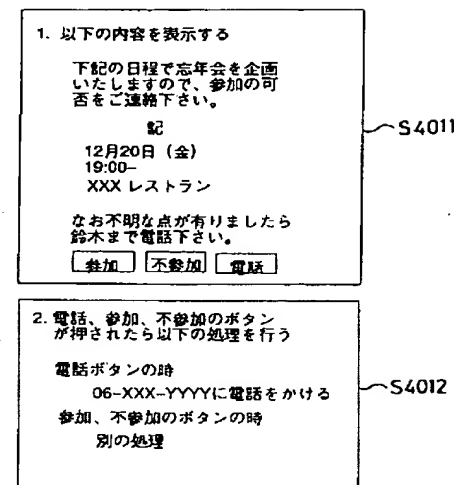 1. 以下の内容を表示する
下記の日程で忘年会を企画
いたしますので、参加の可
否をご連絡下さい。
記
12月20日（金）
19:00–
XXX レストラン
なお不明な点が有りましたら
鈴木まで電話下さい。
参加 不参加 電話
S4011
2. 電話、参加、不参加のボタン
が押されたら以下の処理を行う
電話ボタンの時
06-XXX-YYYYに電話をかける
参加、不参加のボタンの時
別の処理
S4012